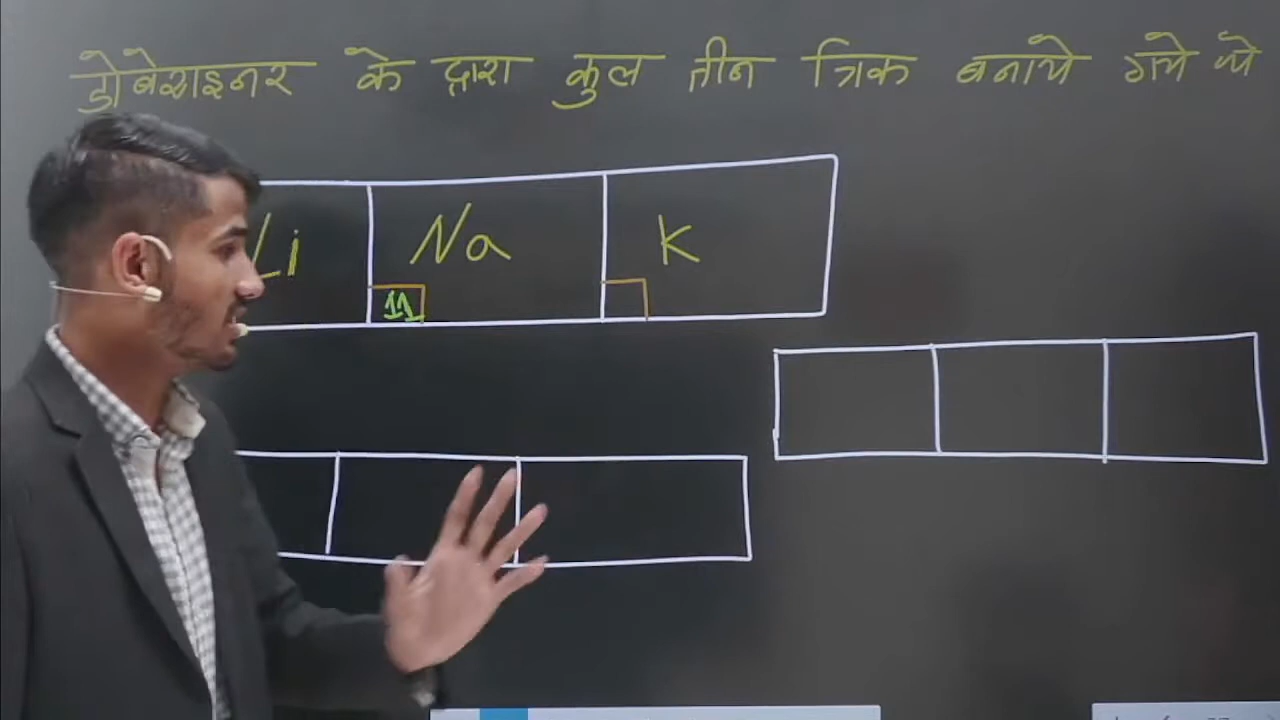 डोबेराइनर के द्वारा कुल तीन त्रिक बनाये गये थे
Li Na K
11